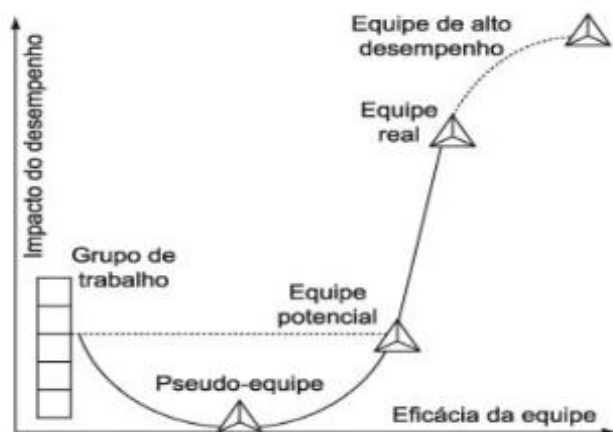 Equipe de alto
desempenho
Equipe
real
Impacto do desempenho
Grupo de
trabalho
Equipe
potencial
Pseudo-equipe
Eficácia da equipe